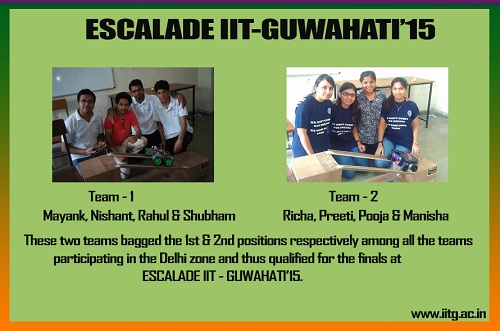 ESCALADE IIT-GUWAHATI'15
Team - 1
Mayank, Nishant, Rahul & Shubham
Team - 2
Richa, Preeti, Pooja & Manisha
These two teams bagged the 1st & 2nd positions respectively among all the teams
participating in the Delhi zone and thus qualified for the finals at
ESCALADE IIT - GUWAHATI'15.
www.iitg.ac.in